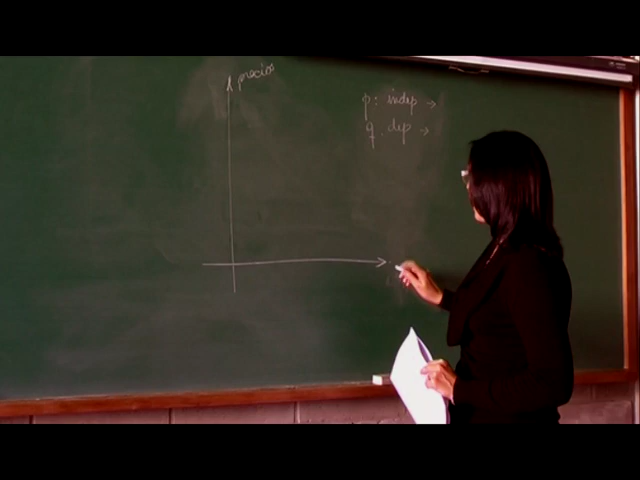 precios
p: indep →
q. dep →